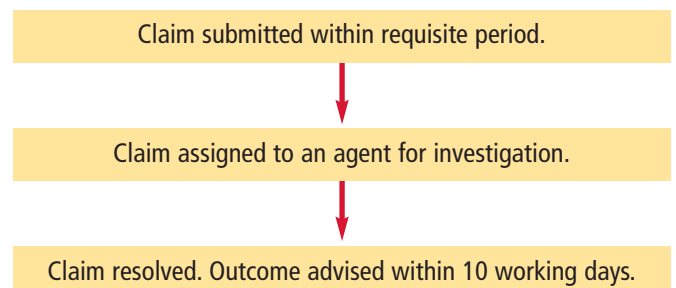 Claim submitted within requisite period.
Claim assigned to an agent for investigation.
Claim resolved. Outcome advised within 10 working days.